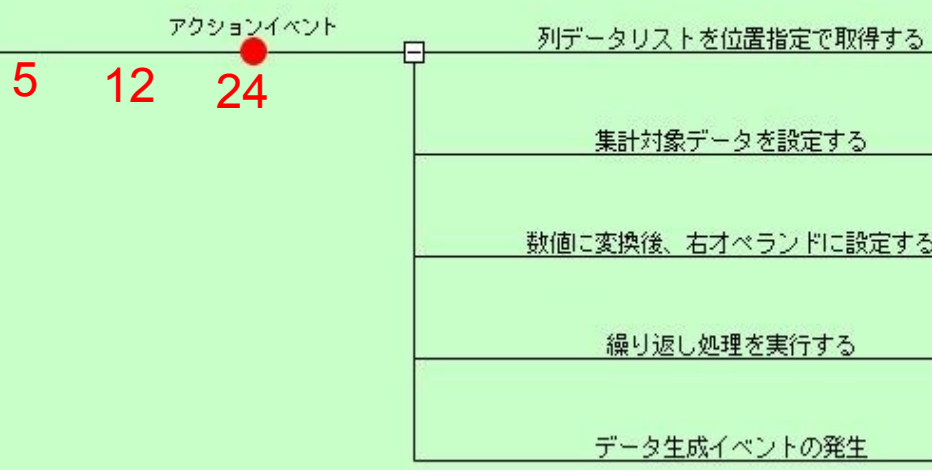 アクションイベント
5 12 24
列データリストを位置指定で取得する
集計対象データを設定する
数値に変換後、右オペランドに設定する
繰り返し処理を実行する
データ生成イベントの発生